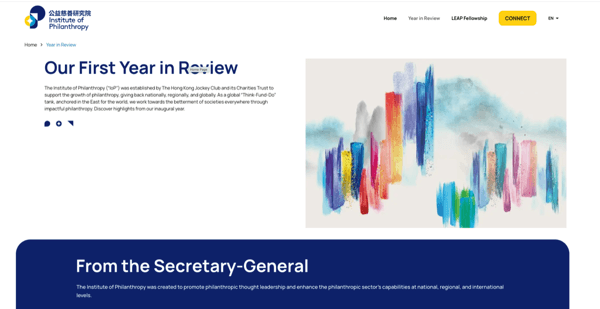 公益慈善研究院
Institute of
Philanthropy
Home
Year in Review
LEAP Fellowship
CONNECT
EN
Home > Year in Review
Our First Year in Review
The Institute of Philanthropy ("IoP") was established by The Hong Kong Jockey Club and its Charities Trust to
support the growth of philanthropy, giving back nationally, regionally, and globally. As a global "Think-Fund-Do"
tank, anchored in the East for the world, we work towards the betterment of societies everywhere through
impactful philanthropy. Discover highlights from our inaugural year.
From the Secretary-General
The Institute of Philanthropy was created to promote philanthropic thought leadership and enhance the philanthropic sector's capabilities at national, regional, and international
levels.